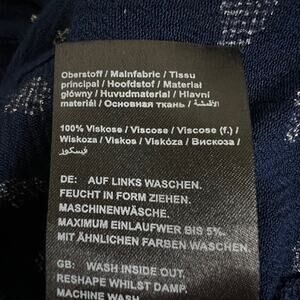 Oberstoff / Mainfabric / Tissu
principal / Hoofdstof / Materiał
główny / Huvudmaterial / Hlavní
materiál / Основная ткань / الأقمشة
100% Viskose / Viscose / Viscose (f.) /
Wiskoza / Viskos / Viskóza / Вискоза /
فيسكوز
DE: AUF LINKS WASCHEN.
FEUCHT IN FORM ZIEHEN.
MASCHINENWÄSCHE.
MAXIMUM EINLAUFWER BIS 5%.
MIT ÄHNLICHEN FARBEN WASCHEN.
GB: WASH INSIDE OUT.
RESHAPE WHILST DAMP.
MACHINE WASH